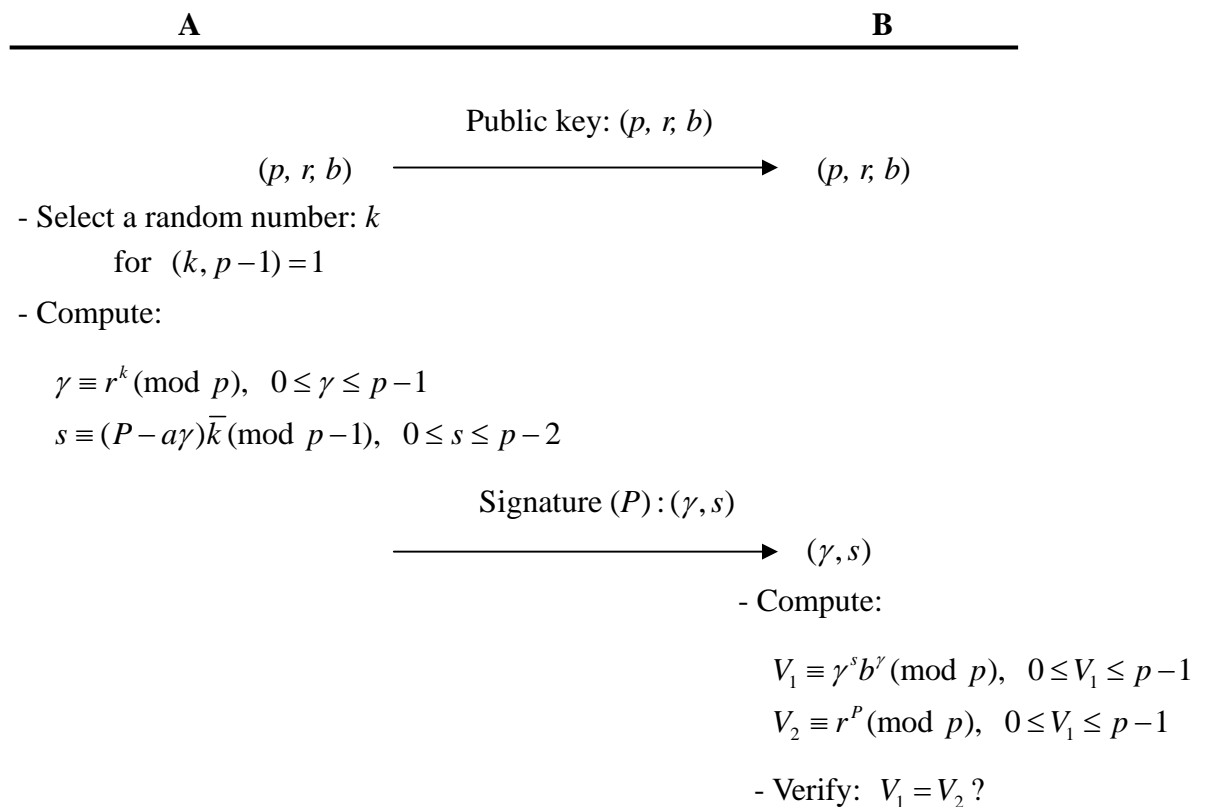 A B
Public key: (p, r, b)
(p, r, b) (p, r, b)
- Select a random number: k
for (k, p−1) = 1
- Compute:
γ ≡ r^k (mod p), 0 ≤ γ ≤ p−1
s ≡ (P − aγ)k̅ (mod p−1), 0 ≤ s ≤ p−2
Signature (P) : (γ, s)
(γ, s)
- Compute:
V₁ ≡ γ^s b^γ (mod p), 0 ≤ V₁ ≤ p−1
V₂ ≡ r^P (mod p), 0 ≤ V₁ ≤ p−1
- Verify: V₁ = V₂ ?